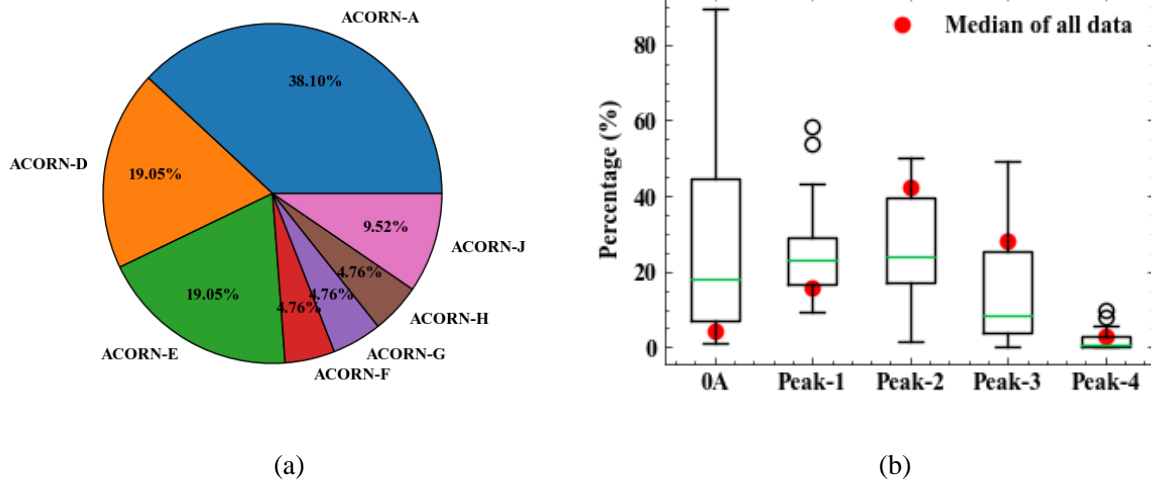 ACORN-A
38.10%
ACORN-D
19.05%
ACORN-E
19.05%
ACORN-F
4.76%
ACORN-G
4.76%
ACORN-H
4.76%
ACORN-J
9.52%
(a)
Median of all data
Percentage (%)
80
60
40
20
0
0A Peak-1 Peak-2 Peak-3 Peak-4
(b)